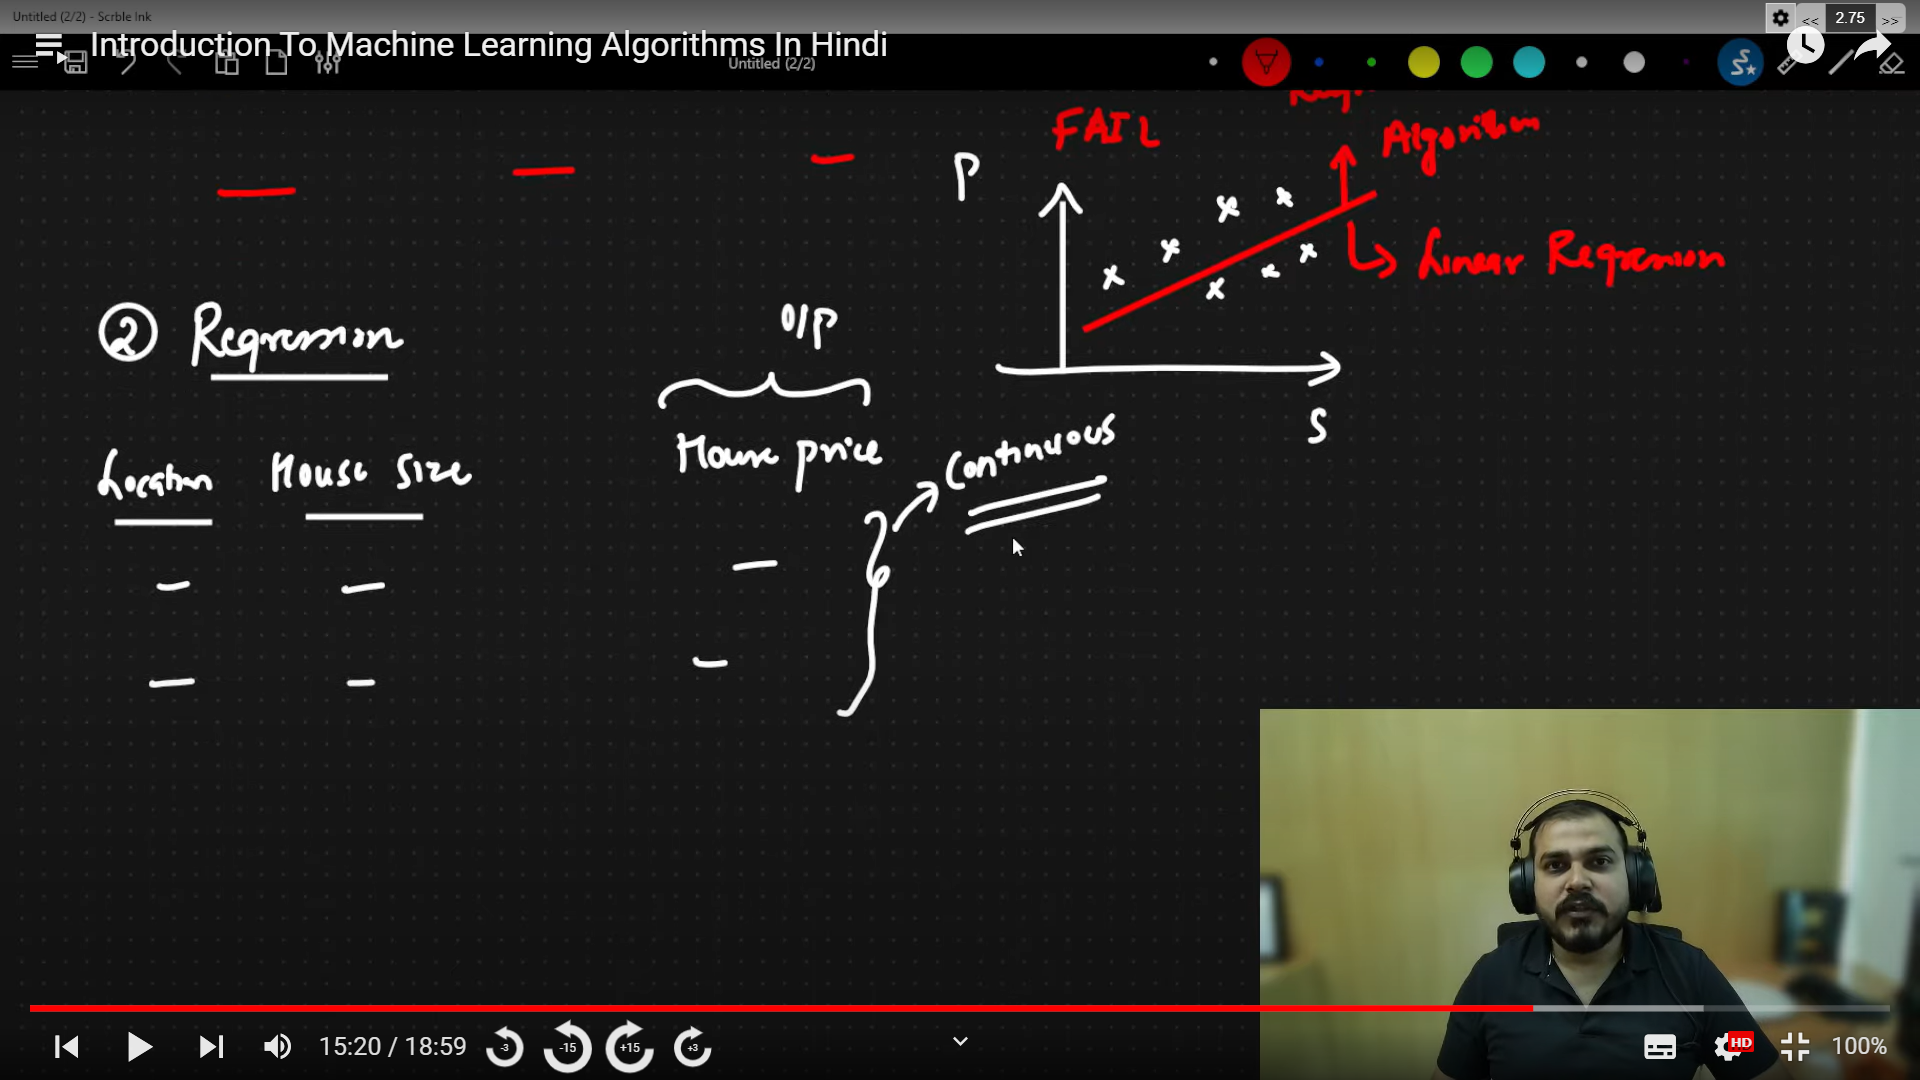 Untitled (2/2) - Scrble Ink
<< 2.75 >>
Introduction To Machine Learning Algorithms In Hindi
Untitled (2/2)
FAIL
Algorithm
P
Linear Regression
② Regression
O/P
S
Location House Size
House price
Continuous
15:20 / 18:59
-3
-15
+15
+3
HD
100%